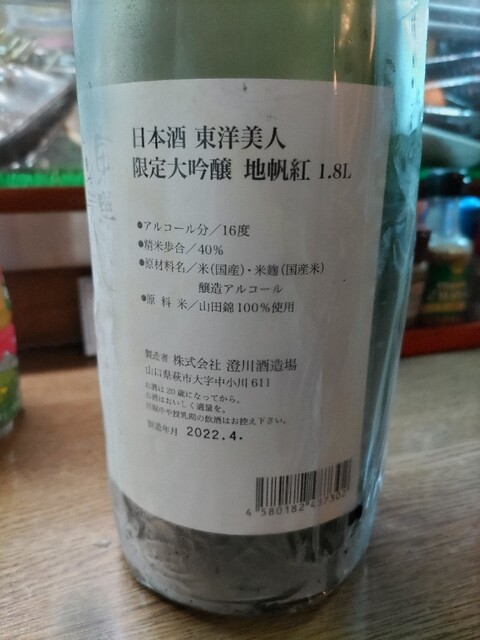 日本酒 東洋美人
限定大吟醸 地帆紅 1.8L
●アルコール分／16度
●精米歩合／40%
●原材料名／米(国産)・米麹(国産米)
醸造アルコール
●原料米／山田錦100%使用
製造者 株式会社 澄川酒造場
山口県萩市大字中小川611
お酒は20歳になってから。
お酒はおいしく適量を。
妊娠中や授乳期の飲酒はお控え下さい。
製造年月 2022.4.
4 580182 437302